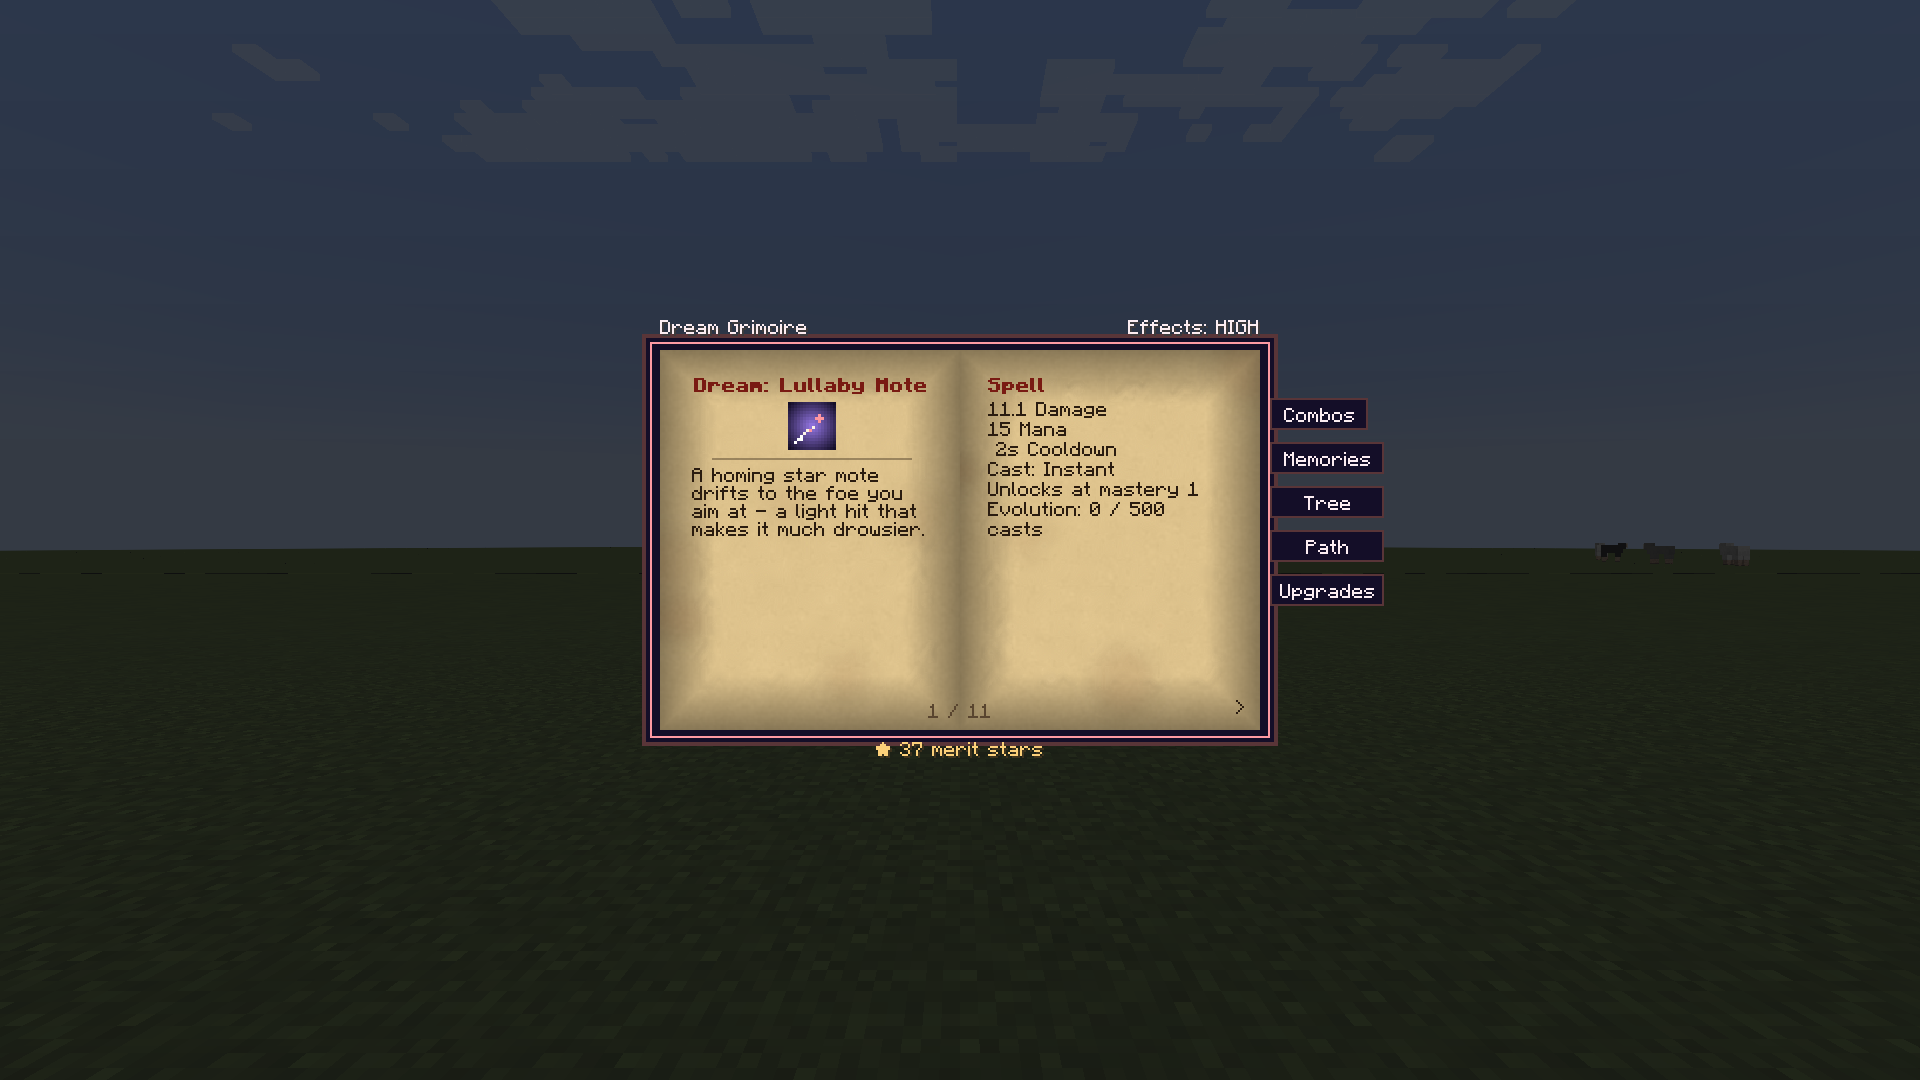 Dream Grimoire
Effects: HIGH
Dream: Lullaby Mote
A homing star mote
drifts to the foe you
aim at - a light hit that
makes it much drowsier.
Spell
11.1 Damage
15 Mana
2s Cooldown
Cast: Instant
Unlocks at mastery 1
Evolution: 0 / 500
casts
1 / 11
>
Combos
Memories
Tree
Path
Upgrades
★ 37 merit stars